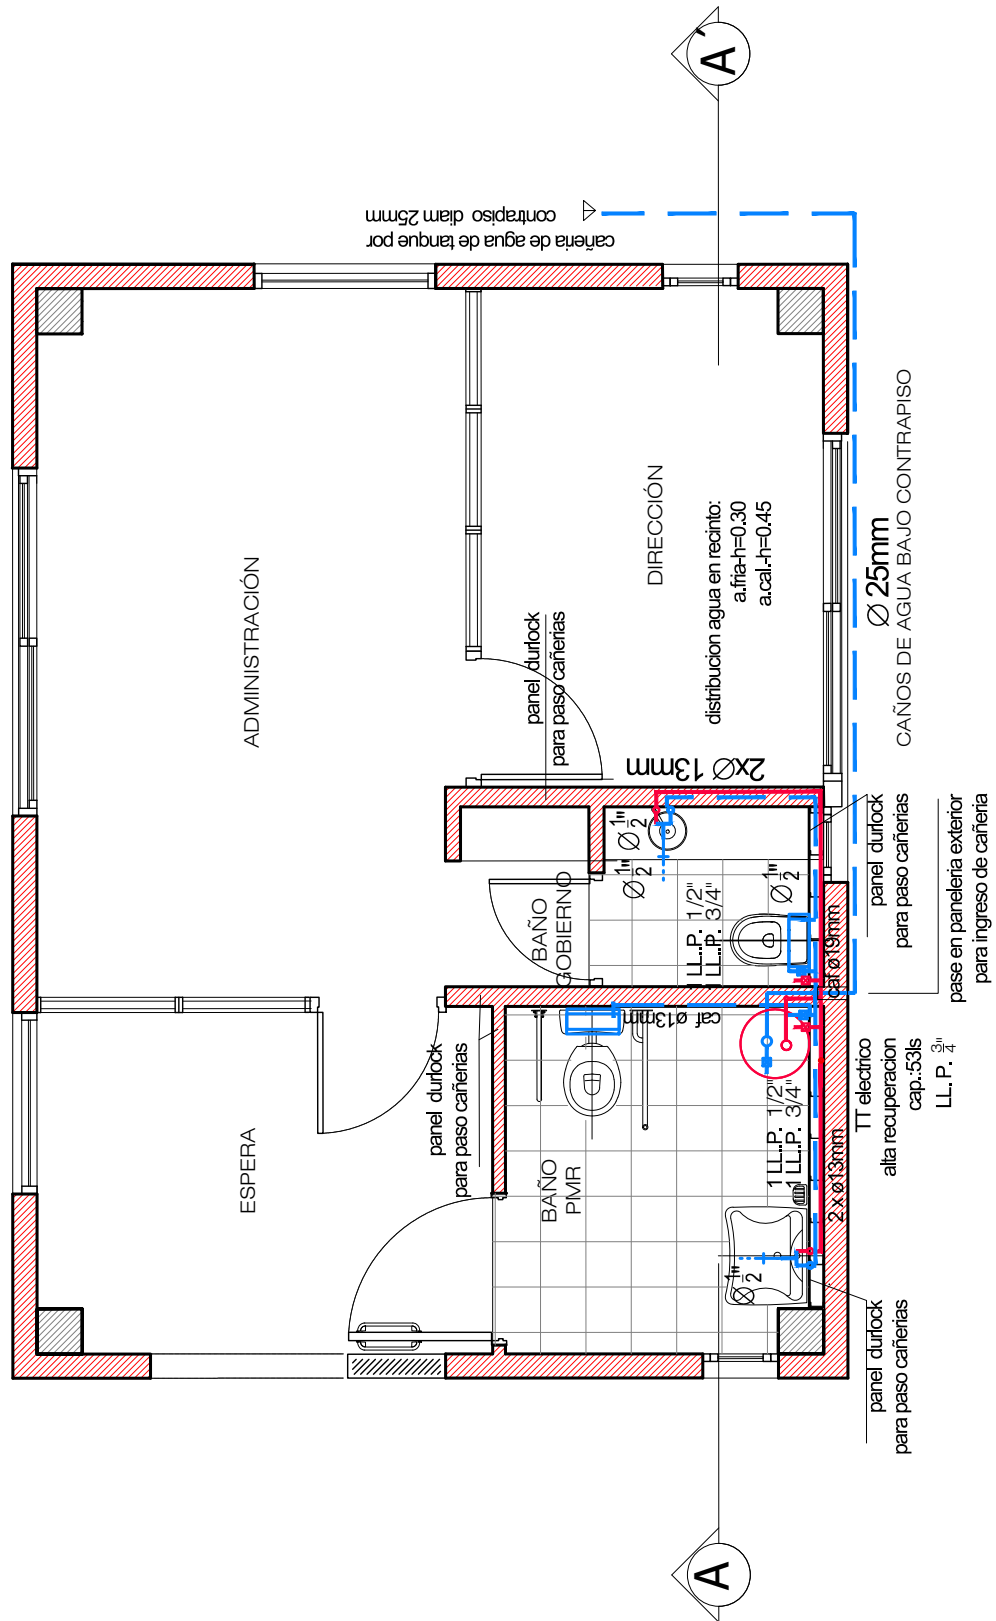 A'
cañeria de agua de tanque por
contrapiso diam 25mm
Ø 25mm
CAÑOS DE AGUA BAJO CONTRAPISO
DIRECCIÓN
distribucion agua en recinto:
a.fria-h=0.30
a.cal.-h=0.45
ADMINISTRACIÓN
panel durlock
para paso cañerias
2xØ 13mm
Ø 1/2"
Ø 1/2"
Ø 1/2"
BAÑO
GOBIERNO
1 LL.P. 1/2"
1 LL.P. 3/4"
caf ø19mm
panel durlock
para paso cañerias
pase en paneleria exterior
para ingreso de cañeria
caf ø13mm
panel durlock
para paso cañerias
ESPERA
BAÑO
PMR
1 LL.P. 1/2"
1 LL.P. 3/4"
2 x ø13mm
TT electrico
alta recuperacion
cap.:53ls
LL. P. 3/4"
Ø 1/2"
panel durlock
para paso cañerias
A